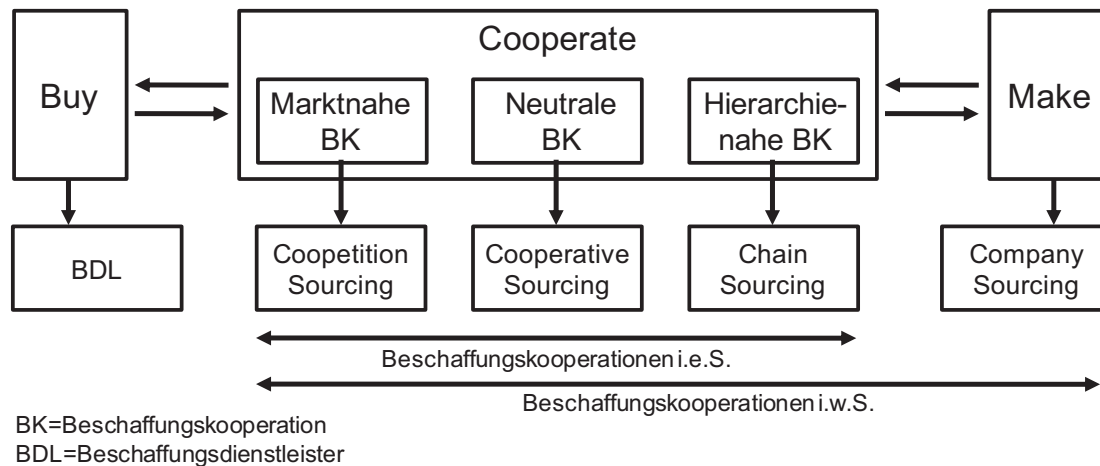 Cooperate
Buy
Marktnahe
BK
Neutrale
BK
Hierarchie-
nahe BK
Make
BDL
Coopetition
Sourcing
Cooperative
Sourcing
Chain
Sourcing
Company
Sourcing
Beschaffungskooperationen i.e.S.
Beschaffungskooperationen i.w.S.
BK=Beschaffungskooperation
BDL=Beschaffungsdienstleister